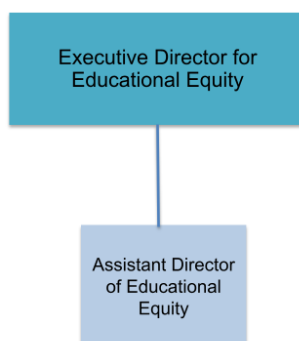 Executive Director for
Educational Equity
Assistant Director
of Educational
Equity